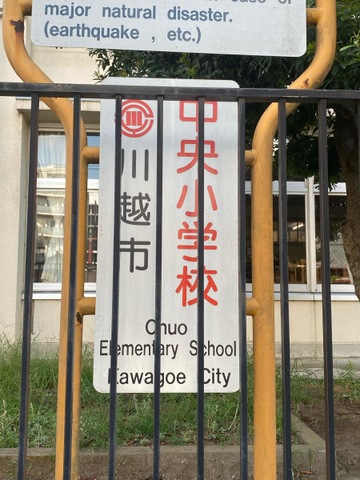 major natural disaster.
(earthquake , etc.)
中央小学校
川越市
Chuo
Elementary School
Kawagoe City